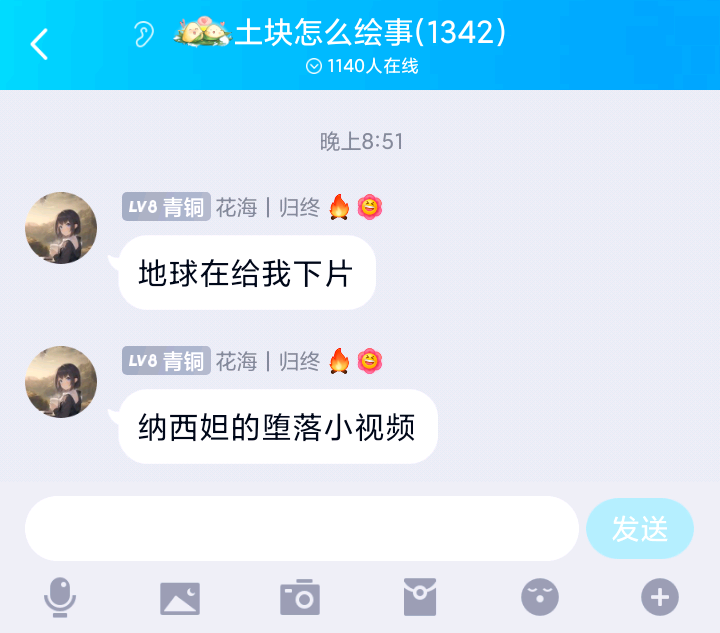 土块怎么绘事(1342)
1140人在线
晚上8:51
LV8 青铜 花海丨归终
地球在给我下片
LV8 青铜 花海丨归终
纳西妲的堕落小视频
发送